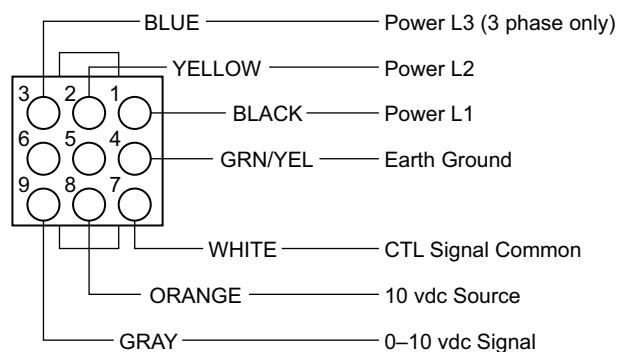 BLUE Power L3 (3 phase only)
YELLOW Power L2
3 2 1
BLACK Power L1
6 5 4
GRN/YEL Earth Ground
9 8 7
WHITE CTL Signal Common
ORANGE 10 vdc Source
GRAY 0–10 vdc Signal